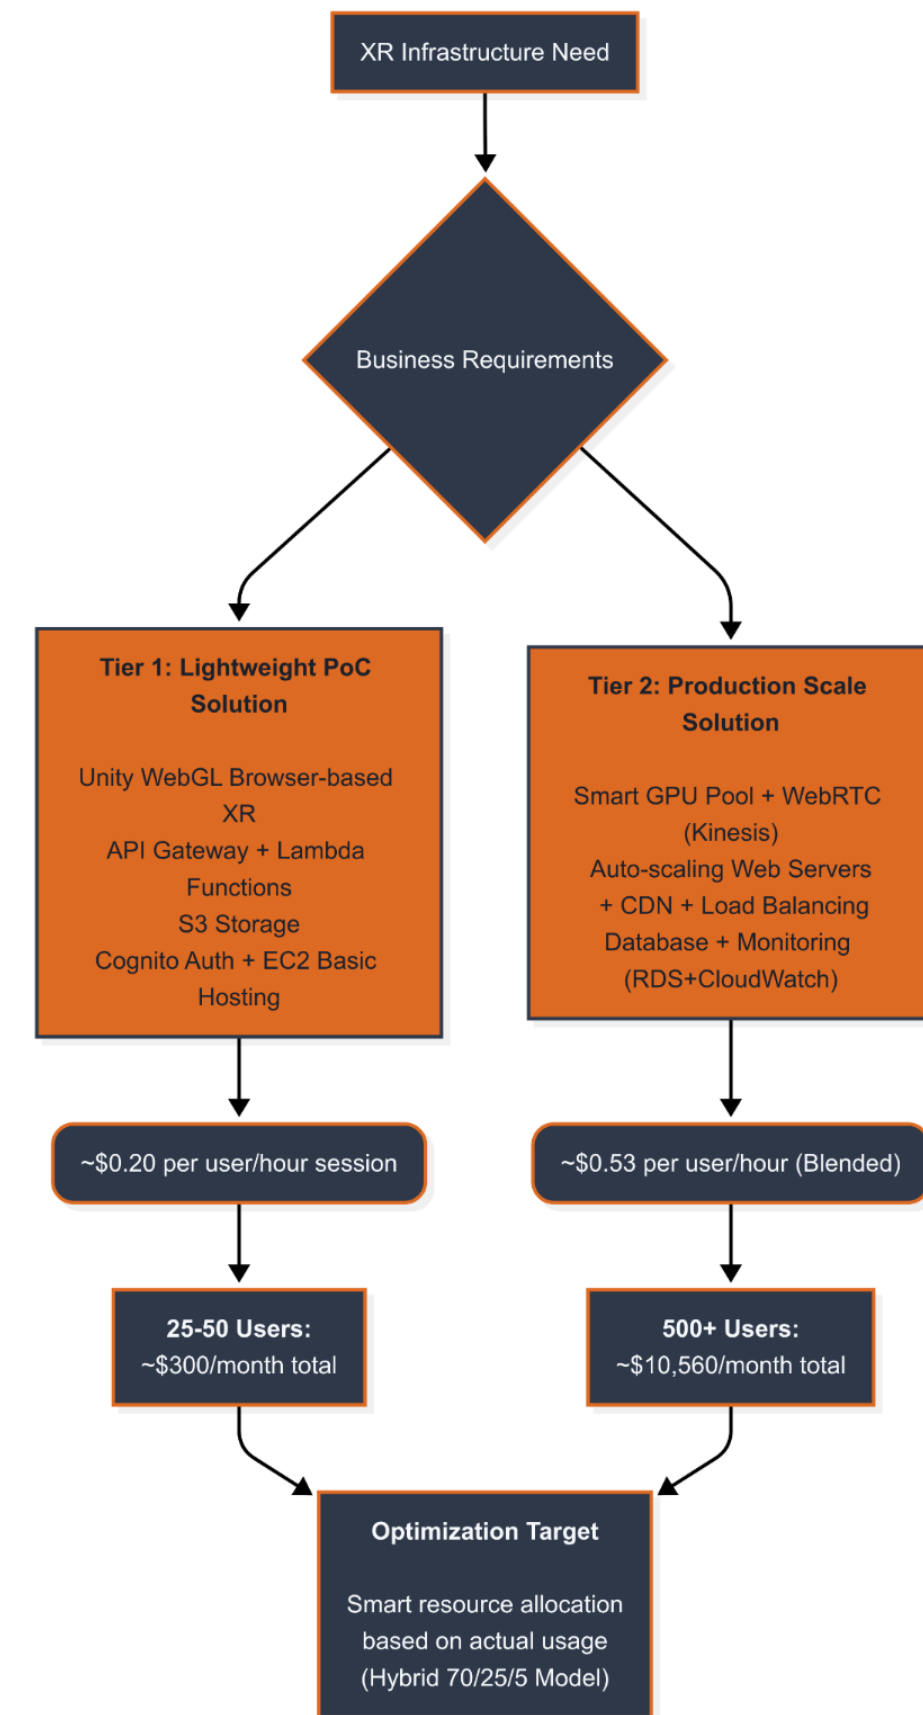 XR Infrastructure Need
Business Requirements
Tier 1: Lightweight PoC
Solution
Unity WebGL Browser-based
XR
API Gateway + Lambda
Functions
S3 Storage
Cognito Auth + EC2 Basic
Hosting
Tier 2: Production Scale
Solution
Smart GPU Pool + WebRTC
(Kinesis)
Auto-scaling Web Servers
+ CDN + Load Balancing
Database + Monitoring
(RDS+CloudWatch)
~$0.20 per user/hour session
~$0.53 per user/hour (Blended)
25-50 Users:
~$300/month total
500+ Users:
~$10,560/month total
Optimization Target
Smart resource allocation
based on actual usage
(Hybrid 70/25/5 Model)